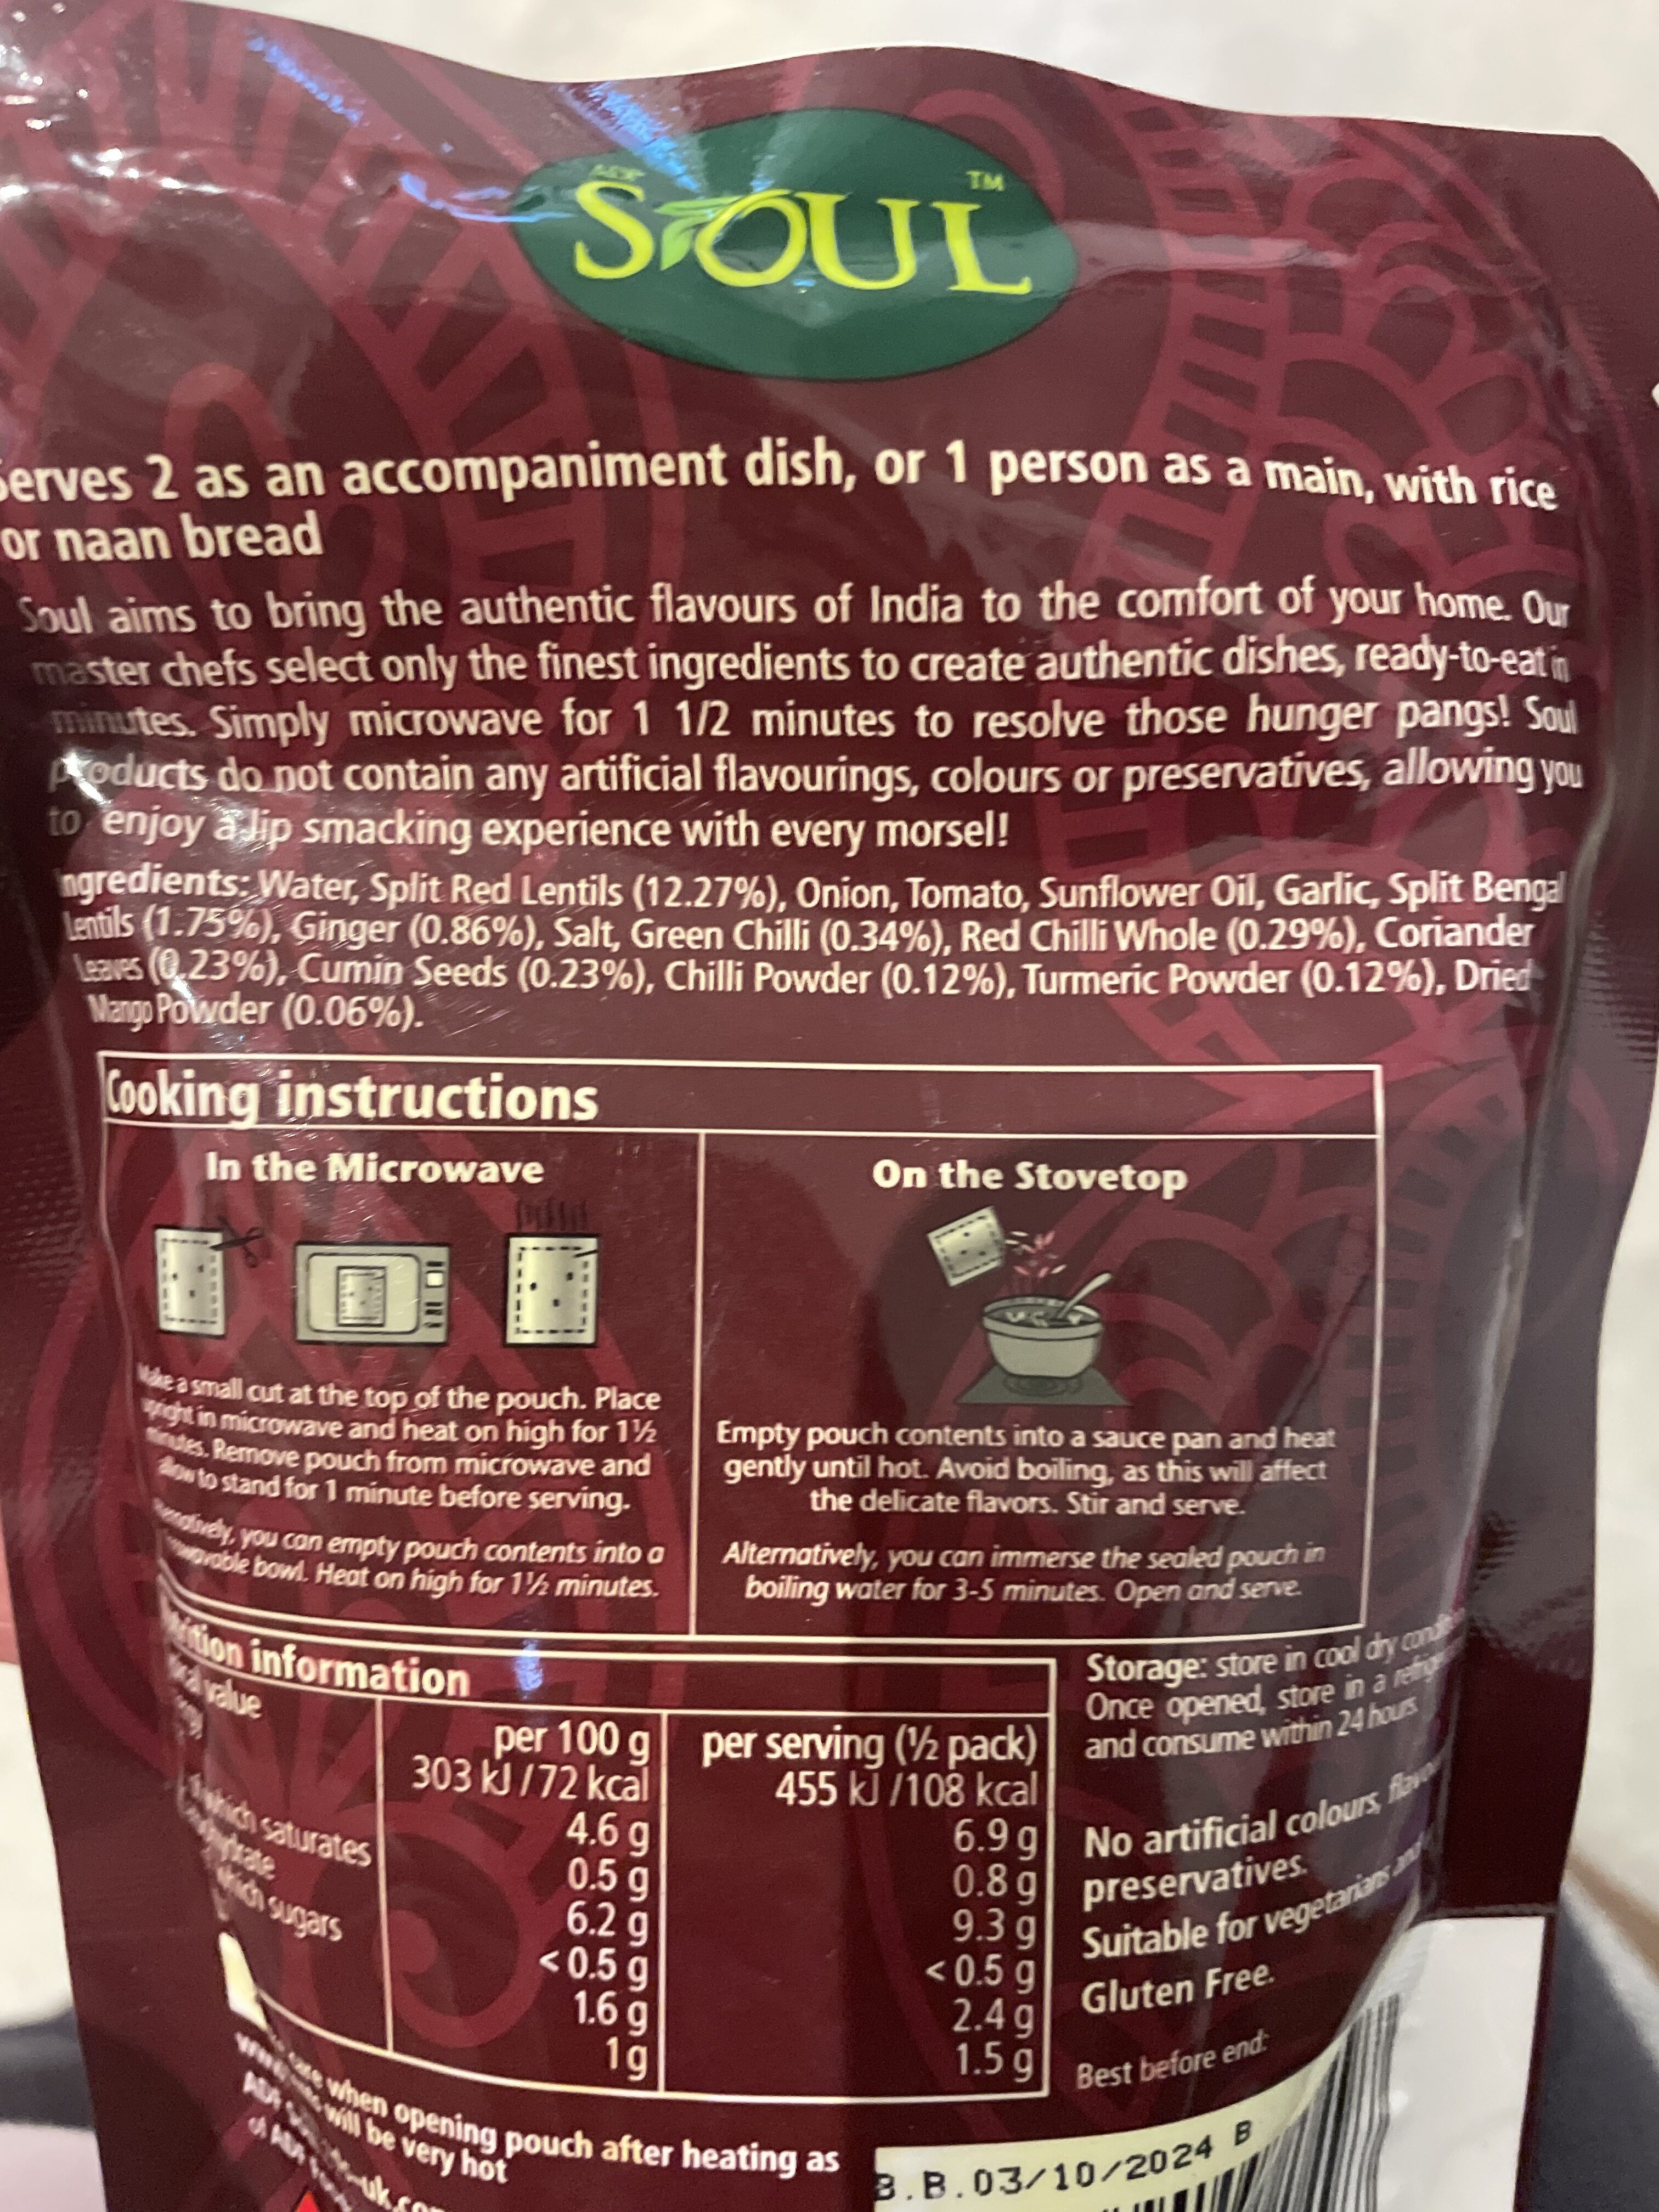 SOUL TM
Serves 2 as an accompaniment dish, or 1 person as a main, with rice
or naan bread
Soul aims to bring the authentic flavours of India to the comfort of your home. Our
master chefs select only the finest ingredients to create authentic dishes, ready-to-eat in
minutes. Simply microwave for 1 1/2 minutes to resolve those hunger pangs! Soul
products do not contain any artificial flavourings, colours or preservatives, allowing you
to enjoy a lip smacking experience with every morsel!
Ingredients: Water, Split Red Lentils (12.27%), Onion, Tomato, Sunflower Oil, Garlic, Split Bengal
Lentils (1.75%), Ginger (0.86%), Salt, Green Chilli (0.34%), Red Chilli Whole (0.29%), Coriander
Leaves (0.23%), Cumin Seeds (0.23%), Chilli Powder (0.12%), Turmeric Powder (0.12%), Dried
Mango Powder (0.06%).
Cooking instructions
In the Microwave
Make a small cut at the top of the pouch. Place
upright in microwave and heat on high for 1½
minutes. Remove pouch from microwave and
allow to stand for 1 minute before serving.
you can empty pouch contents into a
bowl. Heat on high for 1½ minutes.
On the Stovetop
Empty pouch contents into a sauce pan and heat
gently until hot. Avoid boiling, as this will affect
the delicate flavors. Stir and serve.
Alternatively, you can immerse the sealed pouch in
boiling water for 3-5 minutes. Open and serve.
information
value
per 100 g per serving (½ pack)
303 kJ /72 kcal 455 kJ /108 kcal
4.6 g 6.9 g
which saturates 0.5 g 0.8 g
6.2 g 9.3 g
which sugars <0.5 g <0.5 g
1.6 g 2.4 g
1g 1.5 g
Storage: store in cool dry
Once opened, store in a
and consume within 24 hours.
No artificial colours,
preservatives.
Suitable for vegetarians and
Gluten Free.
Best before end:
B.B.03/10/2024 B
when opening pouch after heating as
will be very hot
of ADF